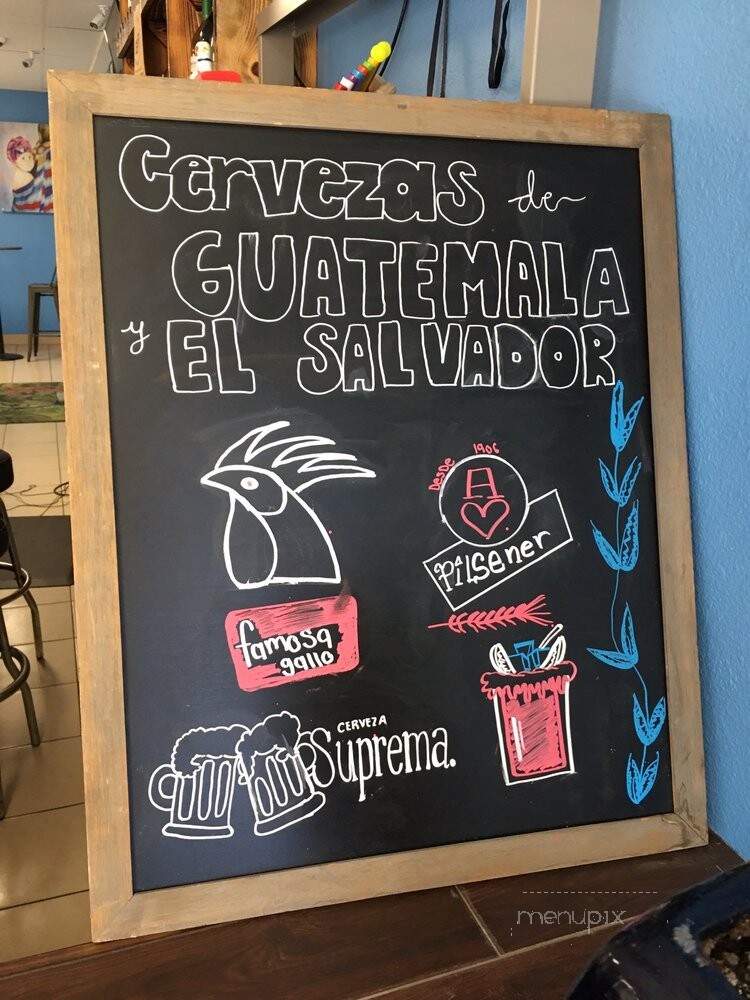 Cervezas de
GUATEMALA
y EL SALVADOR
DesDe 1906
Pilsener
famosa
gallo
CERVEZA
Suprema.
menupix